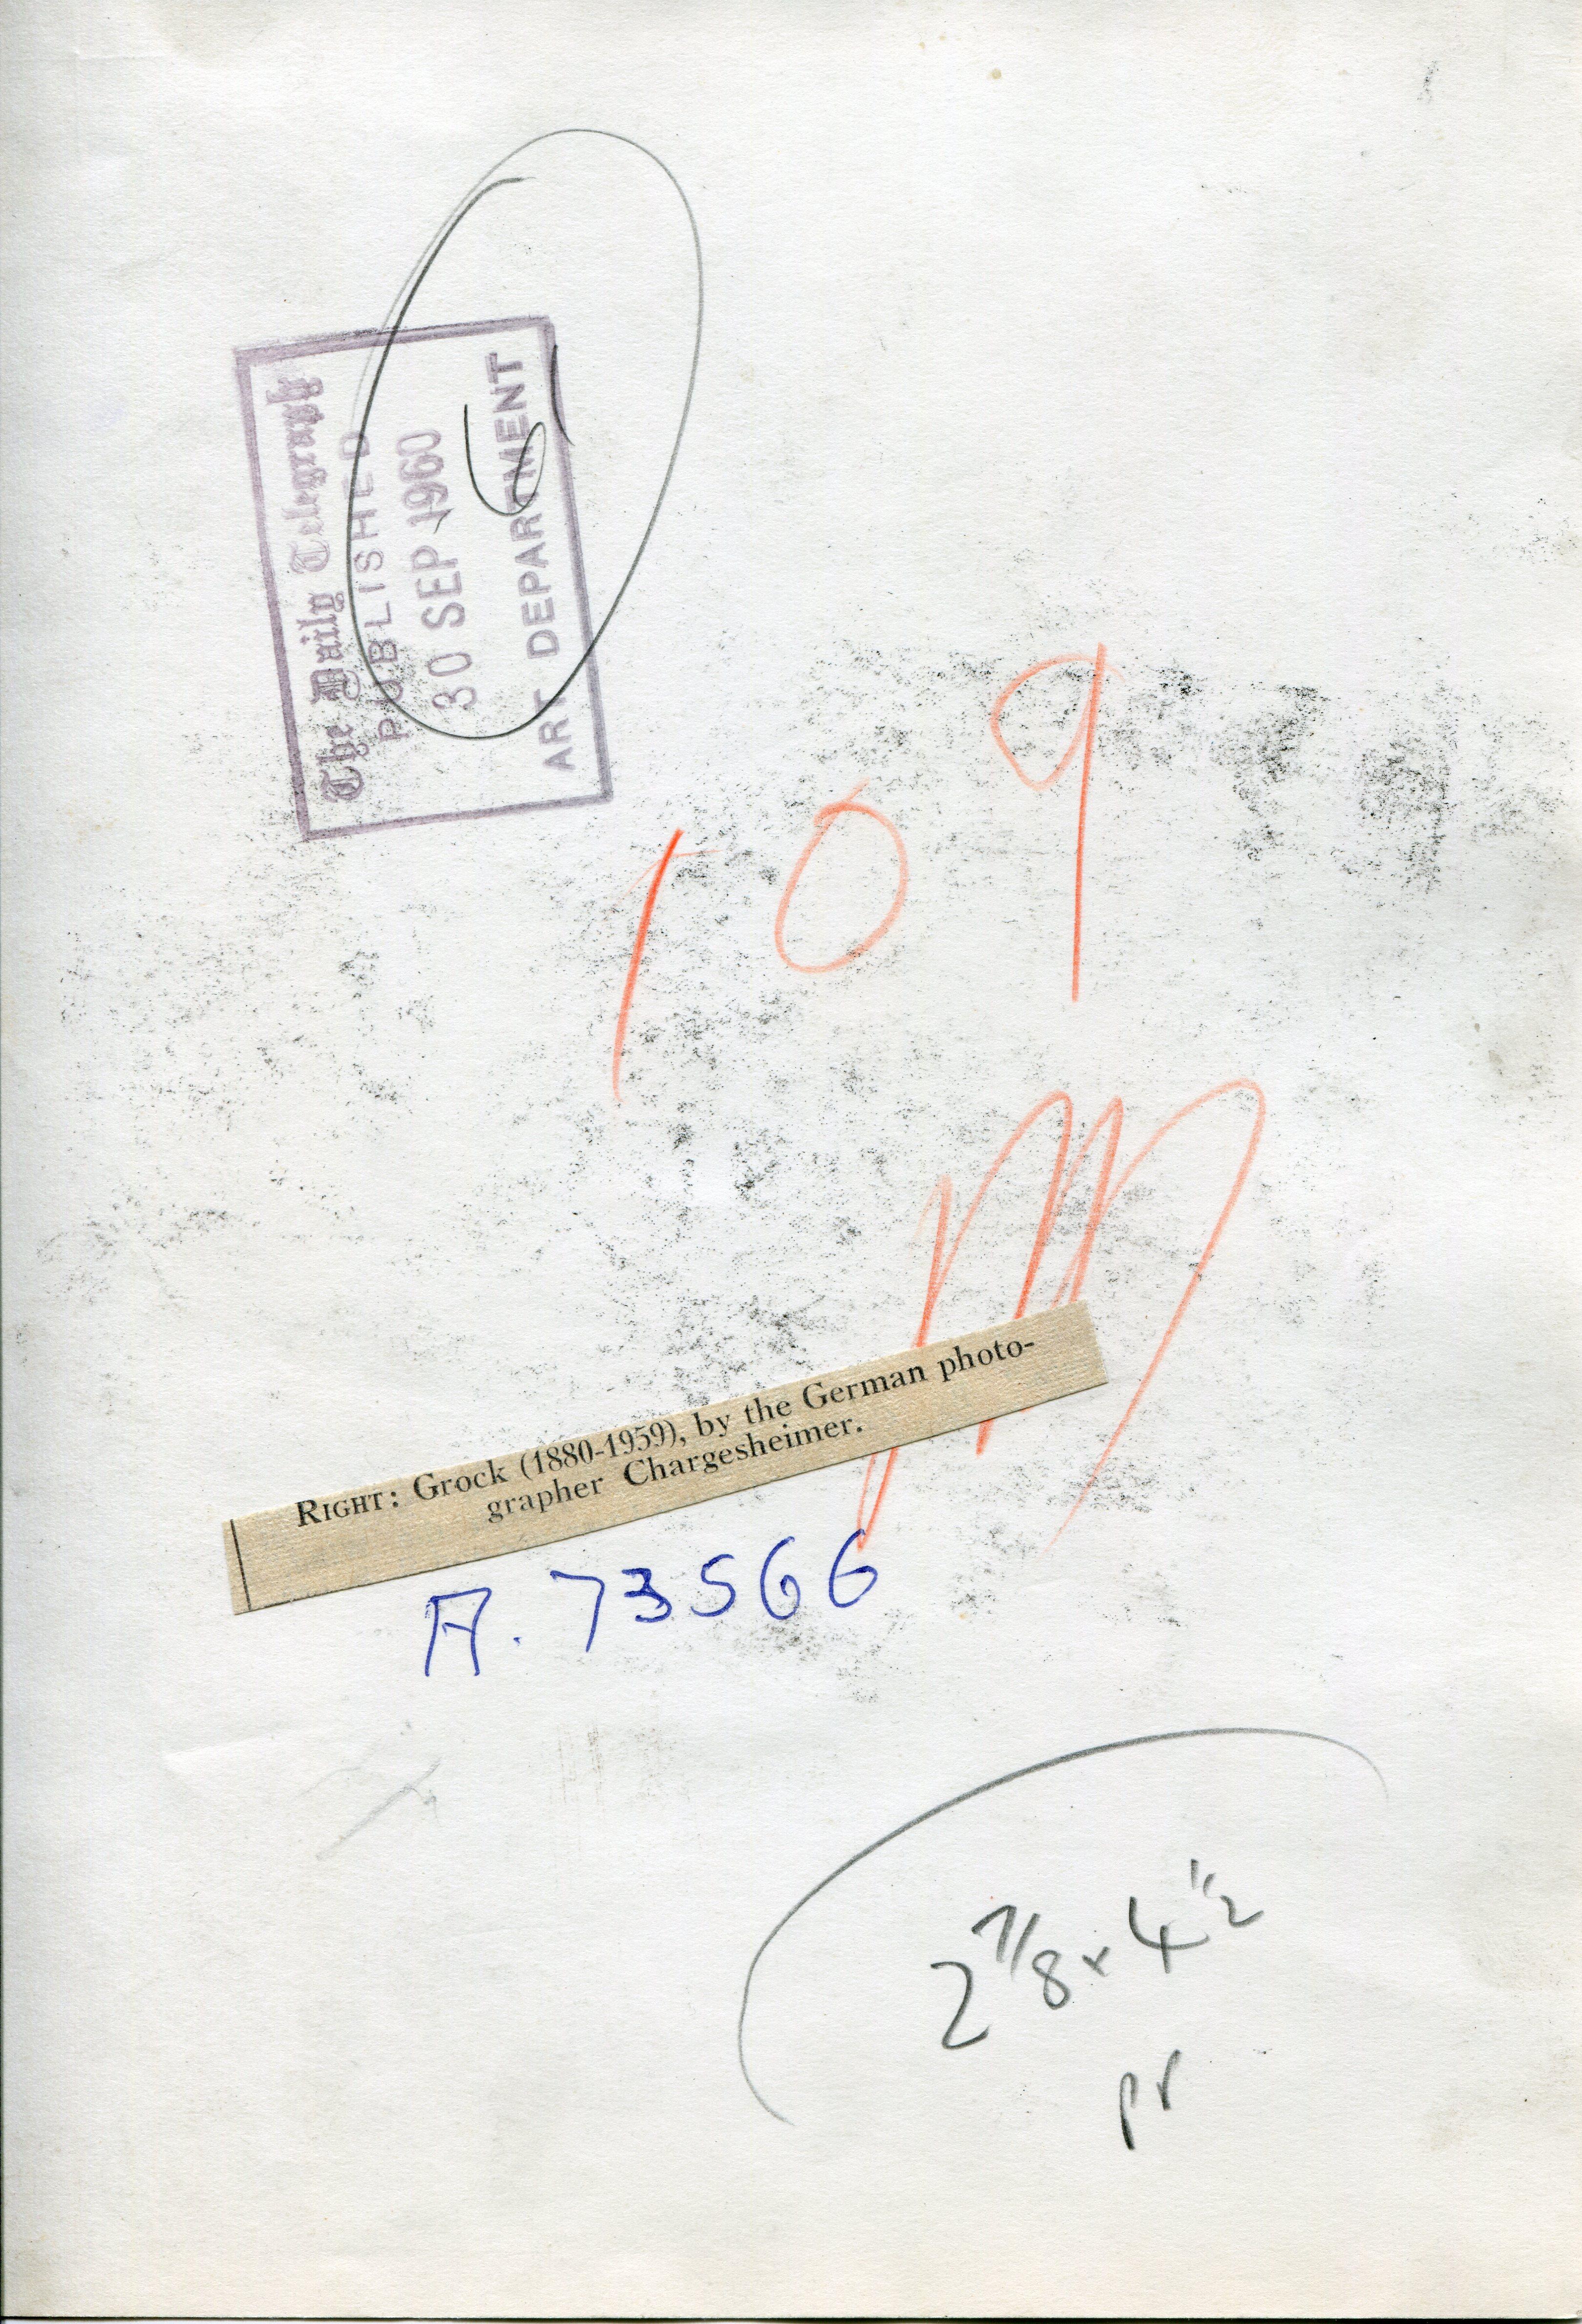 The Daily Telegraph
PUBLISHED
30 SEP 1960
ART DEPARTMENT
109
RIGHT: Grock (1880-1959), by the German photo-
grapher Chargesheimer.
A. 73566
2 7/8 x 4 1/2
pr